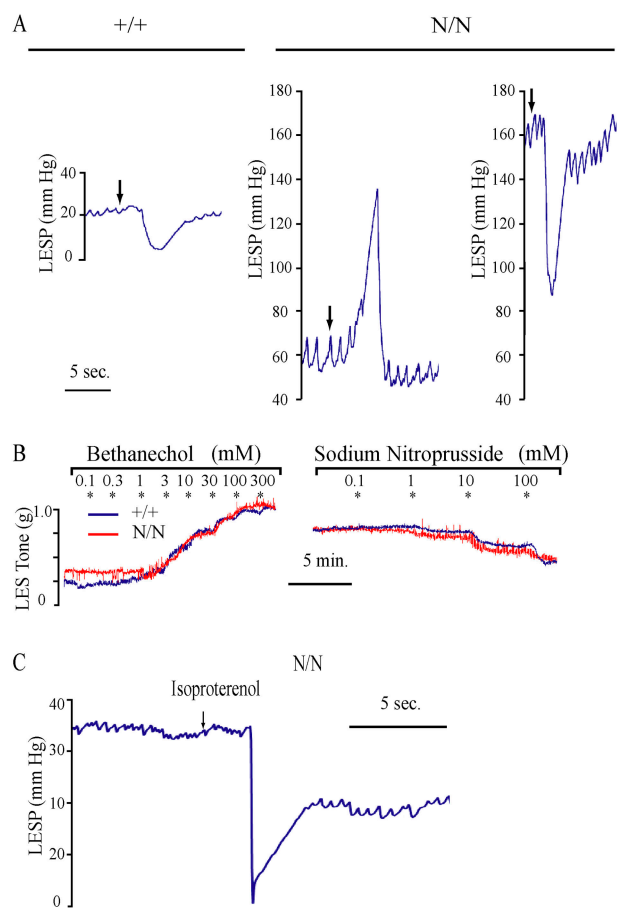 A
+/+
N/N
LESP (mm Hg)
40
20
0
5 sec.
LESP (mm Hg)
180
160
140
120
100
80
60
40
LESP (mm Hg)
180
160
140
120
100
80
60
40
B
Bethanechol (mM)
0.1 0.3 1 3 10 30 100 300
* * * * * * * *
Sodium Nitroprusside (mM)
0.1 1 10 100
* * * *
LES Tone (g)
1.0
0
+/+
N/N
5 min.
C
N/N
Isoproterenol
5 sec.
LESP (mm Hg)
40
30
10
20
0